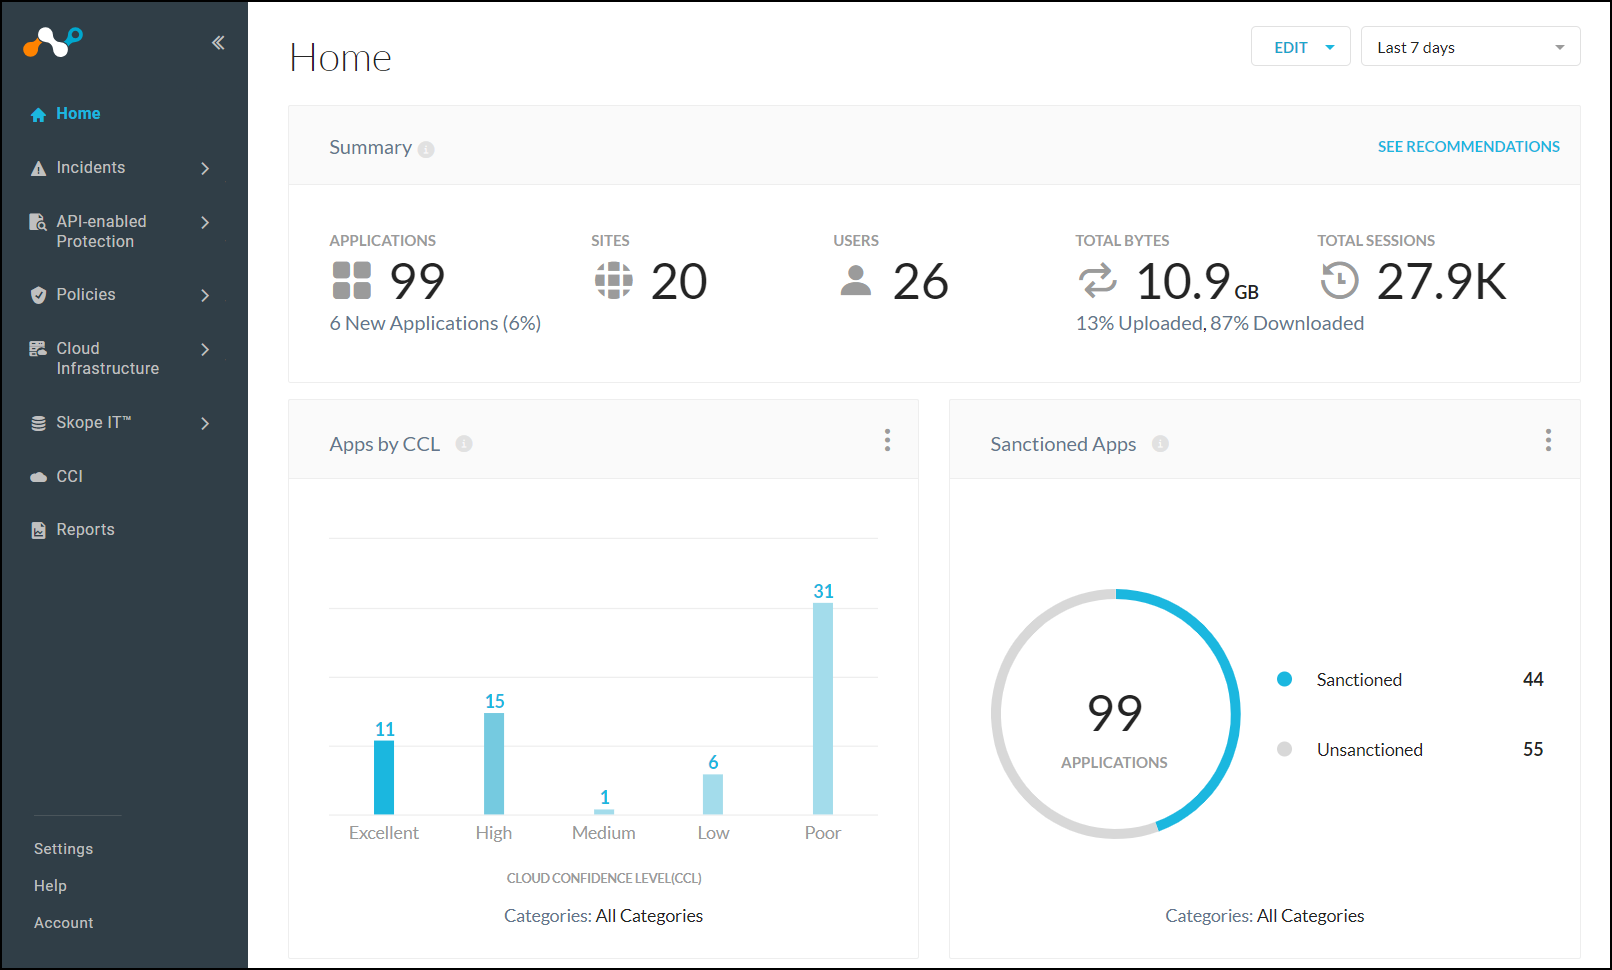 Home
Incidents
API-enabled
Protection
Policies
Cloud
Infrastructure
Skope IT™
CCI
Reports
Settings
Help
Account
Home
EDIT
Last 7 days
Summary
SEE RECOMMENDATIONS
APPLICATIONS
99
6 New Applications (6%)
SITES
20
USERS
26
TOTAL BYTES
10.9 GB
13% Uploaded, 87% Downloaded
TOTAL SESSIONS
27.9K
Apps by CCL
11
15
1
6
31
Excellent
High
Medium
Low
Poor
CLOUD CONFIDENCE LEVEL(CCL)
Categories: All Categories
Sanctioned Apps
99
APPLICATIONS
Sanctioned 44
Unsanctioned 55
Categories: All Categories